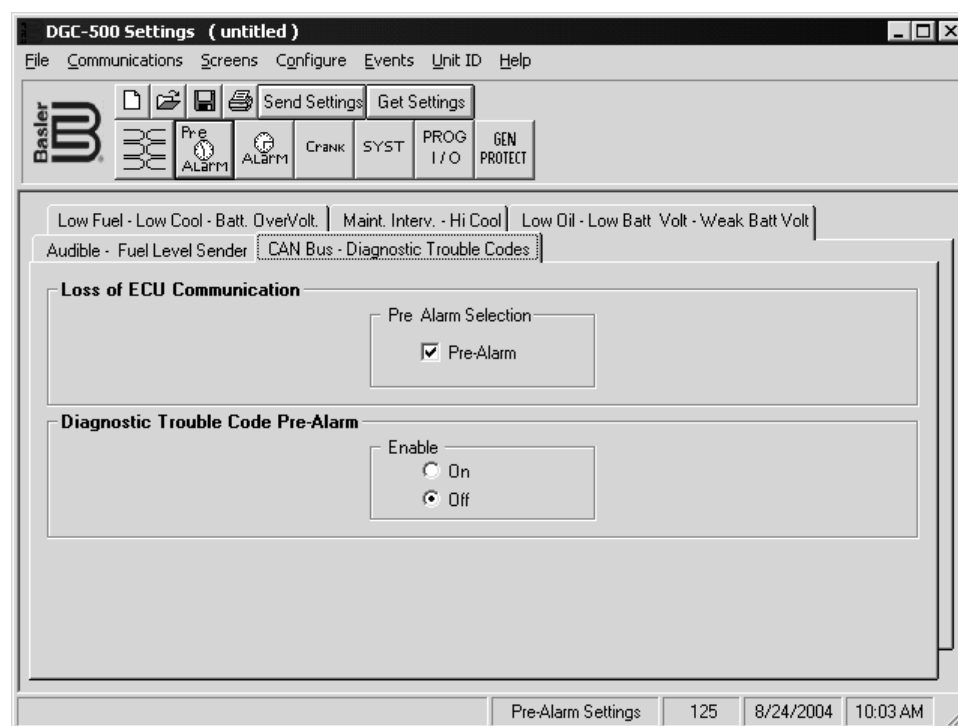 DGC-500 Settings ( untitled )
File Communications Screens Configure Events Unit ID Help
Basler
Send Settings Get Settings
Pre ALarm ALarm Crank SYST PROG I/O GEN PROTECT
Low Fuel - Low Cool - Batt. OverVolt. Maint. Interv. - Hi Cool Low Oil - Low Batt Volt - Weak Batt Volt
Audible - Fuel Level Sender CAN Bus - Diagnostic Trouble Codes
Loss of ECU Communication
Pre Alarm Selection
Pre-Alarm
Diagnostic Trouble Code Pre-Alarm
Enable
On
Off
Pre-Alarm Settings 125 8/24/2004 10:03 AM